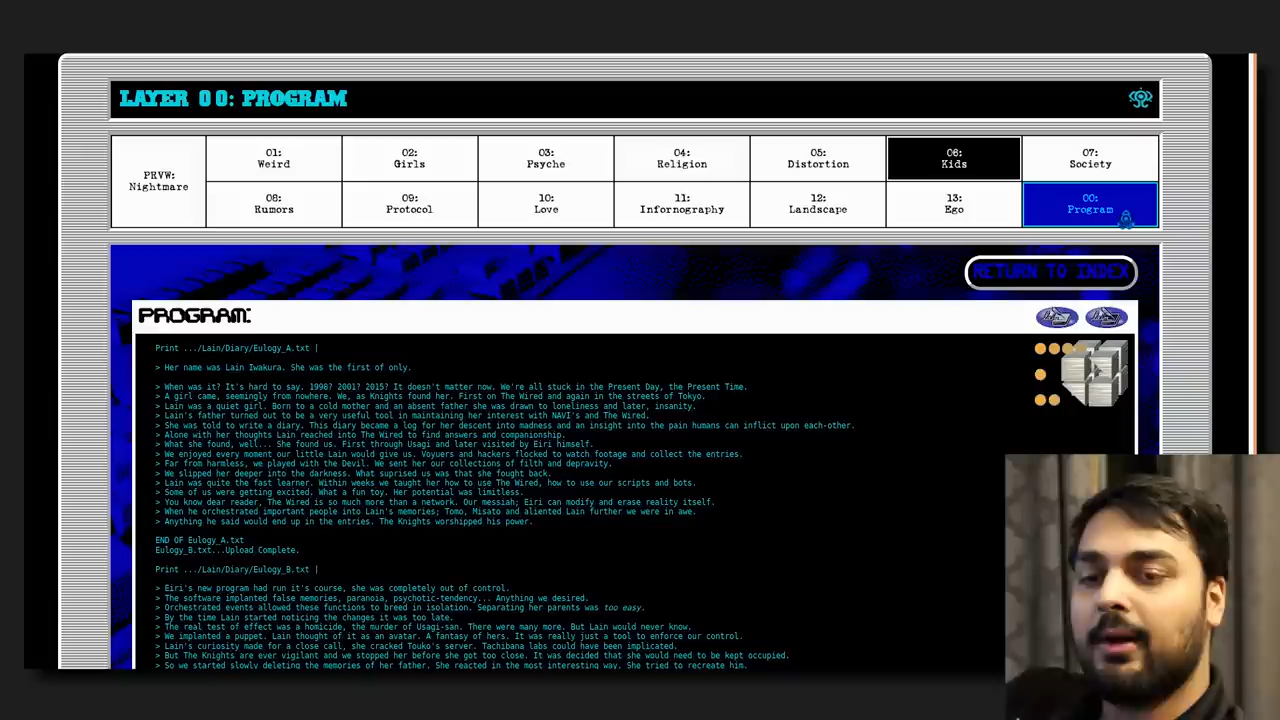 LAYER 00: PROGRAM
PRVW:
Nightmare
01:
Weird
02:
Girls
03:
Psyche
04:
Religion
05:
Distortion
06:
Kids
07:
Society
08:
Rumors
09:
Protocol
10:
Love
11:
Infornography
12:
Landscape
13:
Ego
00:
Program
RETURN TO INDEX
PROGRAM:
Print .../Lain/Diary/Eulogy_A.txt |
> Her name was Lain Iwakura. She was the first of only.
> When was it? It's hard to say. 1998? 2001? 2015? It doesn't matter now. We're all stuck in the Present Day, the Present Time.
> A girl came, seemingly from nowhere. We, as Knights found her. First on The Wired and again in the streets of Tokyo.
> Lain was a quiet girl. Born to a cold mother and an absent father she was drawn to loneliness and later, insanity.
> Lain's father turned out to be a very useful tool in maintaining her interest with NAVI's and The Wired.
> She was told to write a diary. This diary became a log for her descent into madness and an insight into the pain humans can inflict upon each-other.
> Alone with her thoughts Lain reached into The Wired to find answers and companionship.
> What she found, well... She found us. First through Usagi and later visited by Eiri himself.
> We enjoyed every moment our little Lain would give us. Voyuers and hackers flocked to watch footage and collect the entries.
> Far from harmless, we played with the Devil. We sent her our collections of filth and depravity.
> We slipped her deeper into the darkness. What suprised us was that she fought back.
> Lain was quite the fast learner. Within weeks we taught her how to use The Wired, how to use our scripts and bots.
> Some of us were getting excited. What a fun toy. Her potential was limitless.
> You know dear reader, The Wired is so much more than a network. Our messiah; Eiri can modify and erase reality itself.
> When he orchestrated important people into Lain's memories; Tomo, Misato and aliented Lain further we were in awe.
> Anything he said would end up in the entries. The Knights worshipped his power.
END OF Eulogy_A.txt
Eulogy_B.txt...Upload Complete.
Print .../Lain/Diary/Eulogy_B.txt |
> Eiri's new program had run it's course, she was completely out of control.
> The software implanted false memories, paranoia, psychotic-tendency... Anything we desired.
> Orchestrated events allowed these functions to breed in isolation. Separating her parents was too easy.
> By the time Lain started noticing the changes it was too late.
> The real test of effect was a homicide, the murder of Usagi-san. There were many more. But Lain would never know.
> We implanted a puppet. Lain thought of it as an avatar. A fantasy of hers. It was really just a tool to enforce our control.
> Lain's curiosity made for a close call, she cracked Touko's server. Tachibana labs could have been implicated.
> But The Knights are ever vigilant and we stopped her before she got too close. It was decided that she would need to be kept occupied.
> So we started slowly deleting the memories of her father. She reacted in the most interesting way. She tried to recreate him.